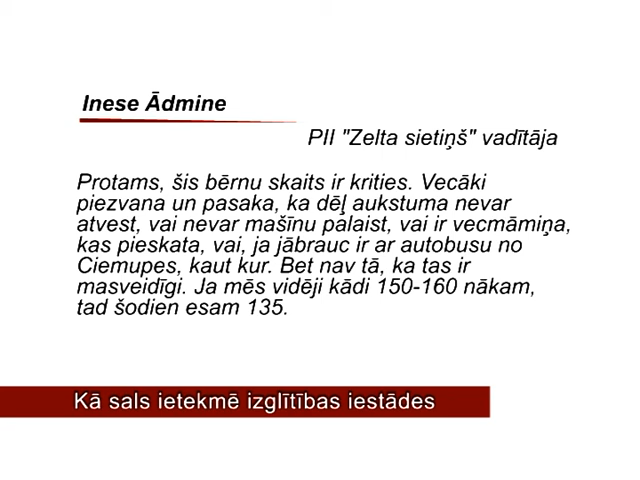 Inese Ādmine
PII "Zelta sietiņš" vadītāja
Protams, šis bērnu skaits ir krities. Vecāki
piezvana un pasaka, ka dēļ aukstuma nevar
atvest, vai nevar mašīnu palaist, vai ir vecmāmiņa,
kas pieskata, vai, ja jābrauc ir ar autobusu no
Ciemupes, kaut kur. Bet nav tā, ka tas ir
masveidīgi. Ja mēs vidēji kādi 150-160 nākam,
tad šodien esam 135.
Kā sals ietekmē izglītības iestādes